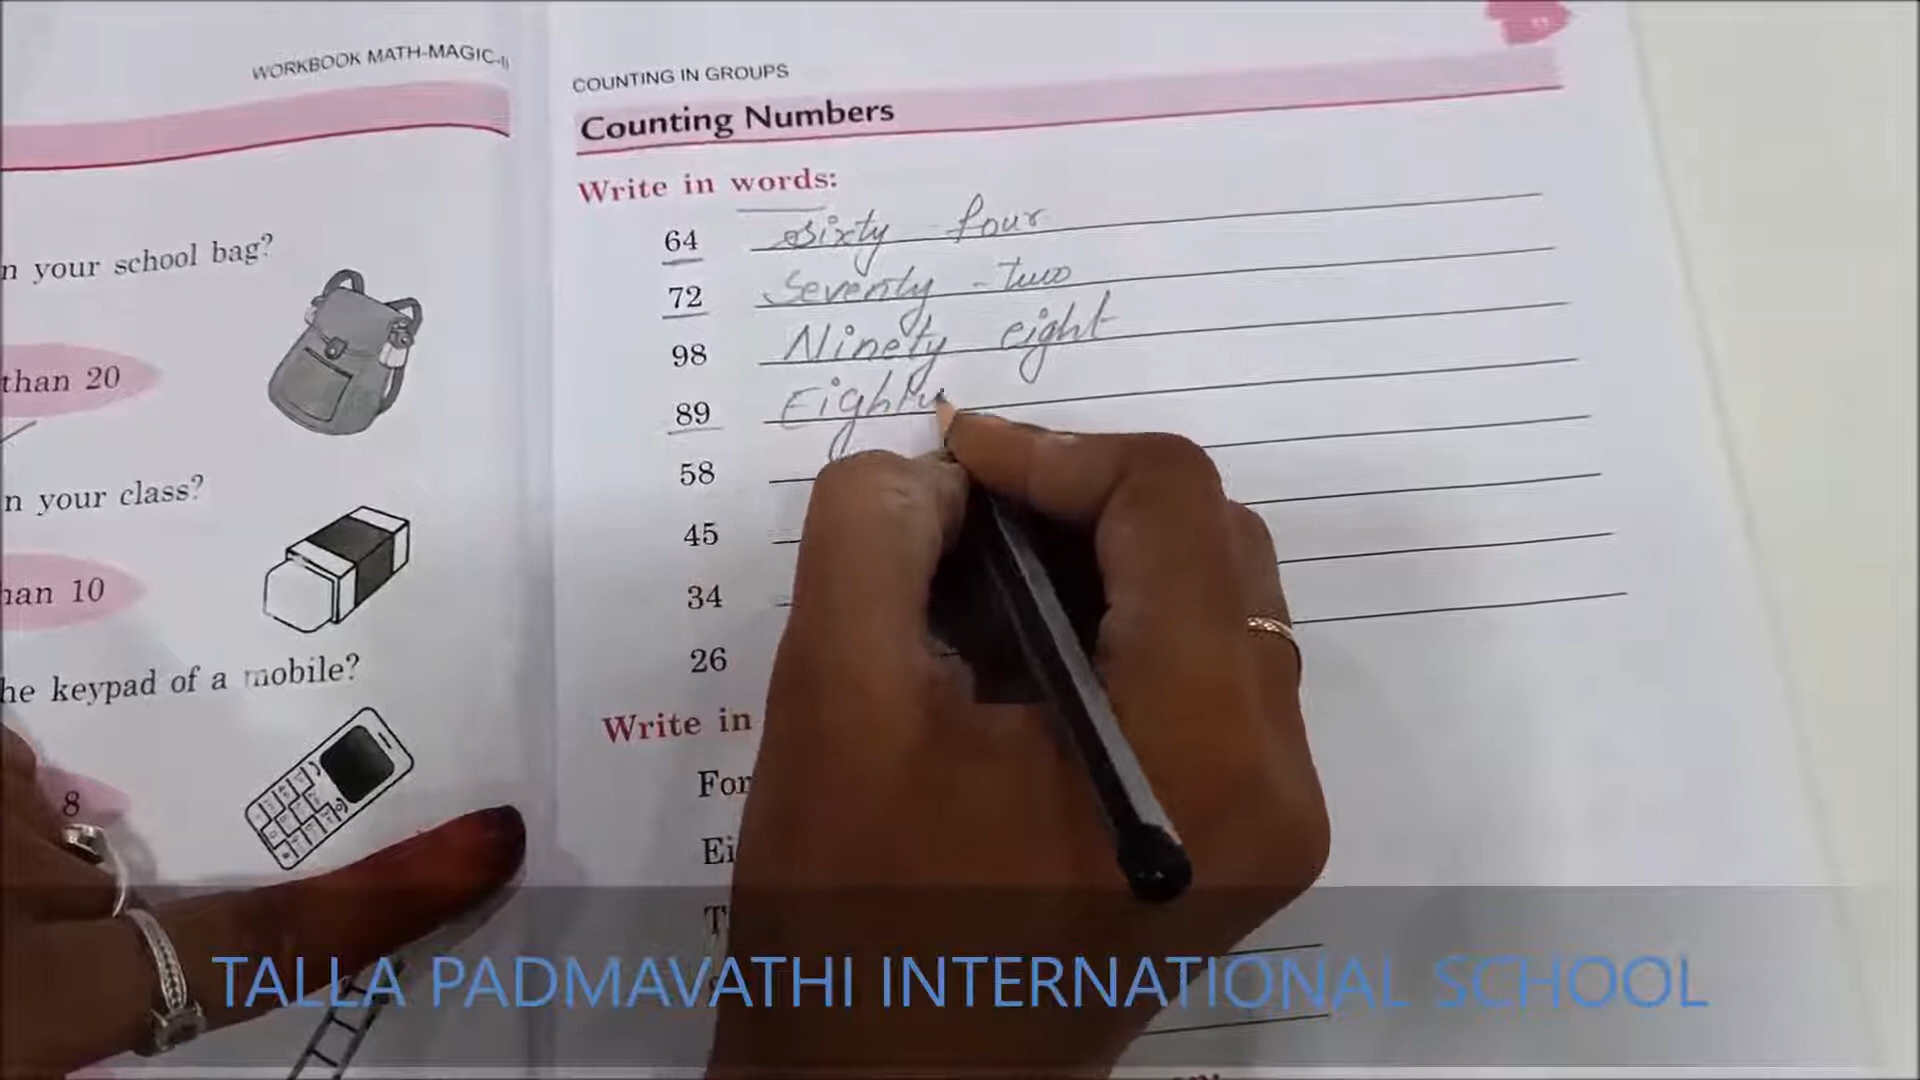 WORKBOOK MATH-MAGIC-II
n your school bag?
than 20
n your class?
han 10
he keypad of a mobile?
8
COUNTING IN GROUPS
Counting Numbers
Write in words:
64 sixty four
72 Seventy - two
98 Ninety eight
89 Eighty
58
45
34
26
Write in
For
Ei
T
TALLA PADMAVATHI INTERNATIONAL SCHOOL